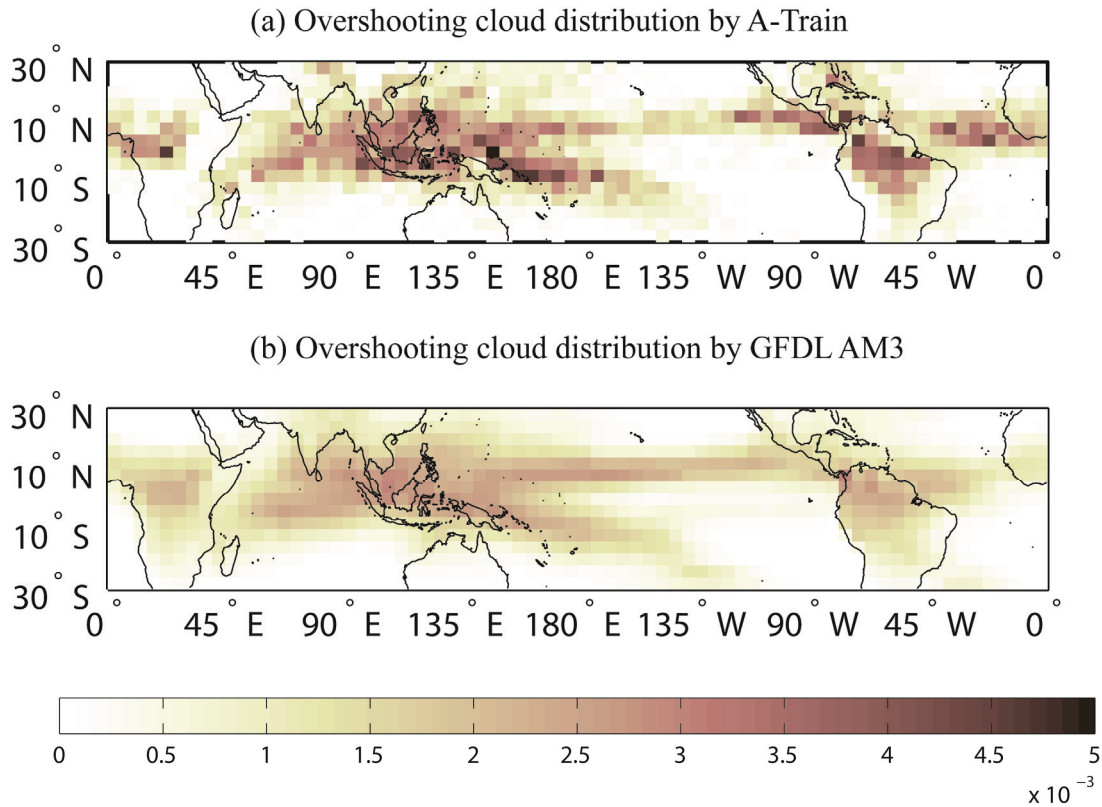 (a) Overshooting cloud distribution by A-Train
30° N
10° N
10° S
30° S
0° 45° E 90° E 135° E 180° 135° W 90° W 45° W 0°
(b) Overshooting cloud distribution by GFDL AM3
30° N
10° N
10° S
30° S
0° 45° E 90° E 135° E 180° 135° W 90° W 45° W 0°
0 0.5 1 1.5 2 2.5 3 3.5 4 4.5 5
x 10⁻³